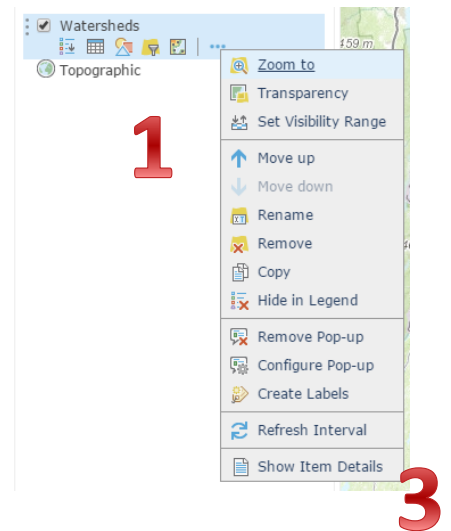 Watersheds
159 m
Topographic
Zoom to
Transparency
Set Visibility Range
1
Move up
Move down
Rename
Remove
Copy
Hide in Legend
Remove Pop-up
Configure Pop-up
Create Labels
Refresh Interval
Show Item Details
3